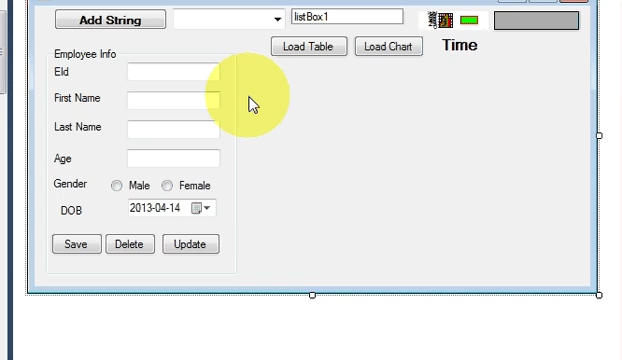 Add String
listBox1
Load Table
Load Chart
Time
Employee Info
EId
First Name
Last Name
Age
Gender
Male
Female
DOB
2013-04-14
Save
Delete
Update